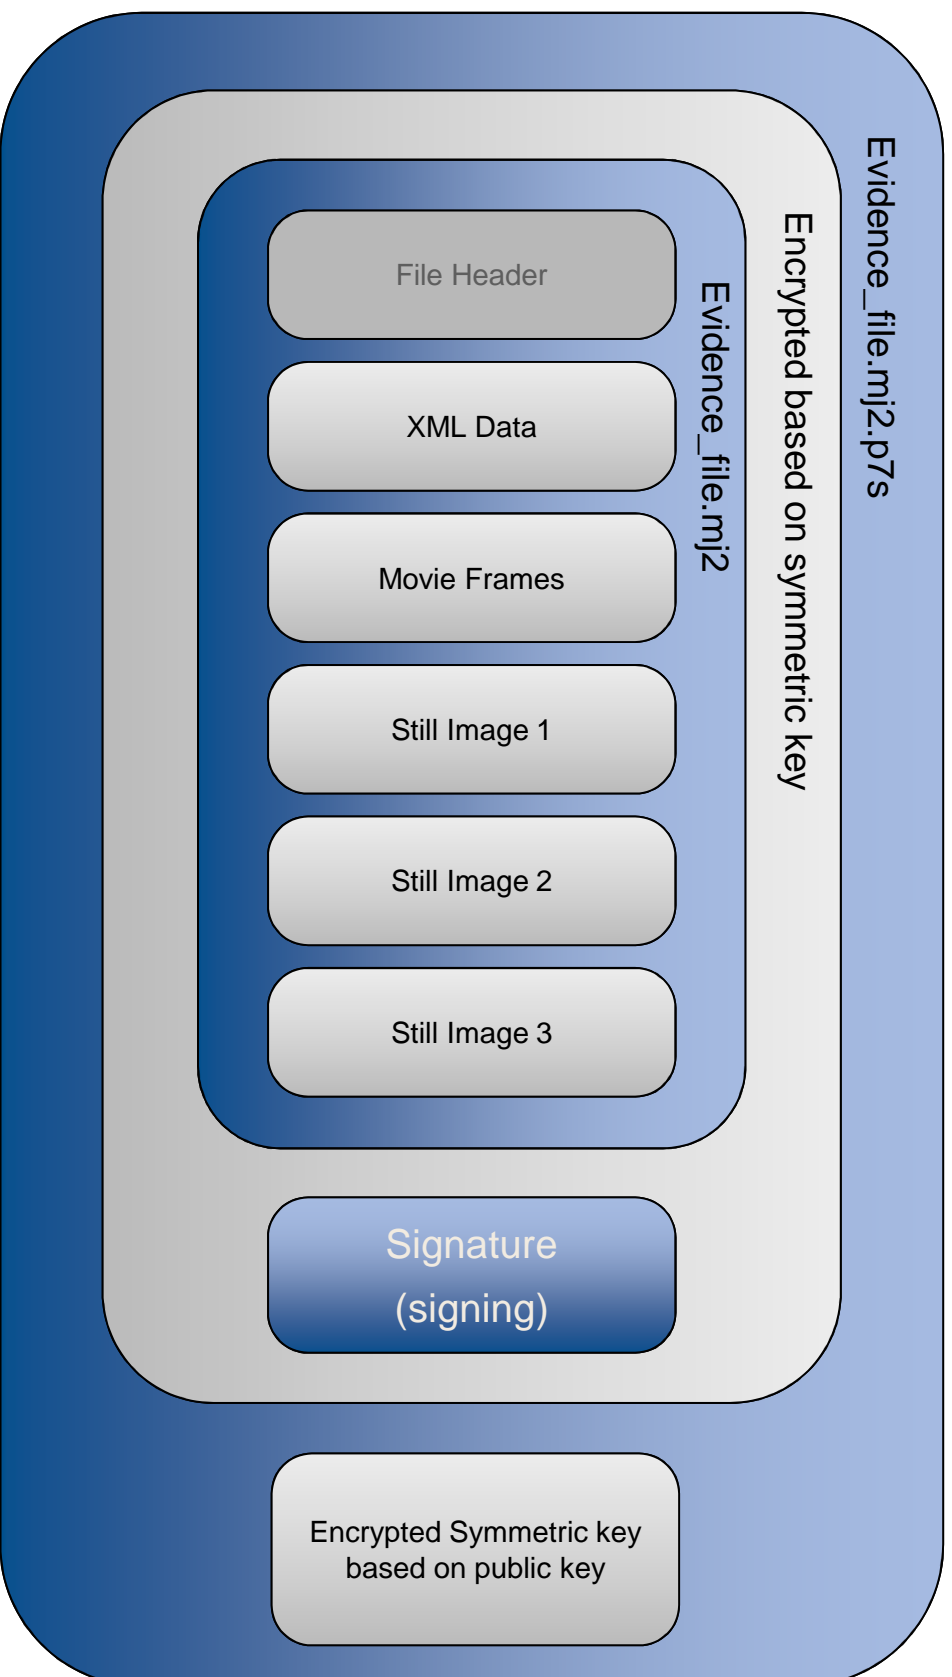 Evidence_file.mj2.p7s
Encrypted based on symmetric key
Evidence_file.mj2
File Header
XML Data
Movie Frames
Still Image 1
Still Image 2
Still Image 3
Signature
(signing)
Encrypted Symmetric key
based on public key